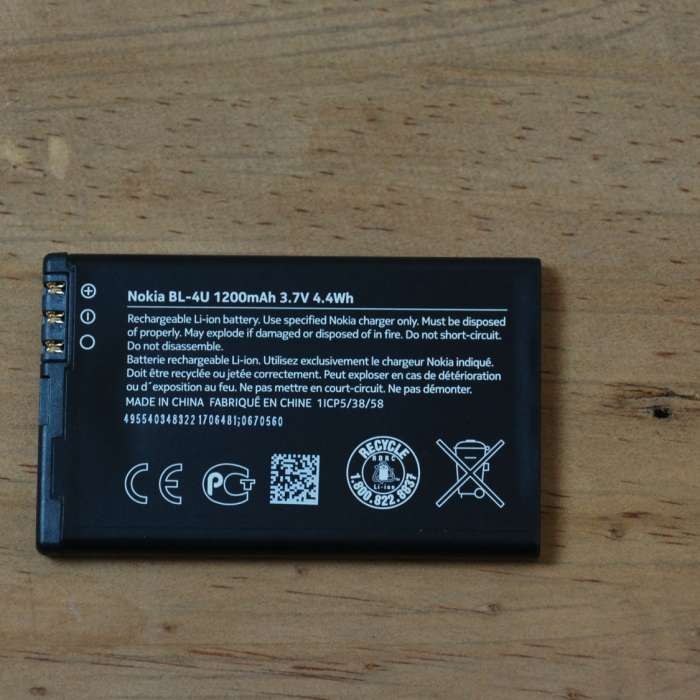 Nokia BL-4U 1200mAh 3.7V 4.4Wh
Rechargeable Li-ion battery. Use specified Nokia charger only. Must be disposed
of properly. May explode if damaged or disposed of in fire. Do not short-circuit.
Do not disassemble.
Batterie rechargeable Li-ion. Utilisez exclusivement le chargeur Nokia indiqué.
Doit être recyclée ou jetée correctement. Peut exploser en cas de détérioration
ou d´exposition au feu. Ne pas mettre en court-circuit. Ne pas démonter.
MADE IN CHINA FABRIQUÉ EN CHINE 1ICP5/38/58
4955403483221706481;0670560
CE
PCT
RECYCLE
RBRC
Li-ion
1.800.822.8837